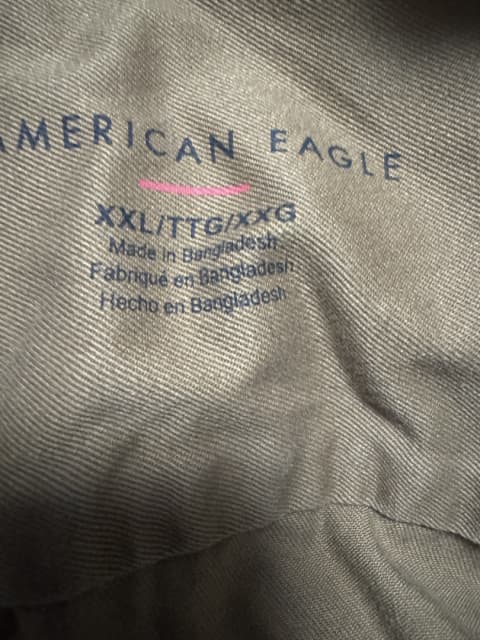 AMERICAN EAGLE
XXL/TTG/XXG
Made in Bangladesh
Fabriqué en Bangladesh
Hecho en Bangladesh